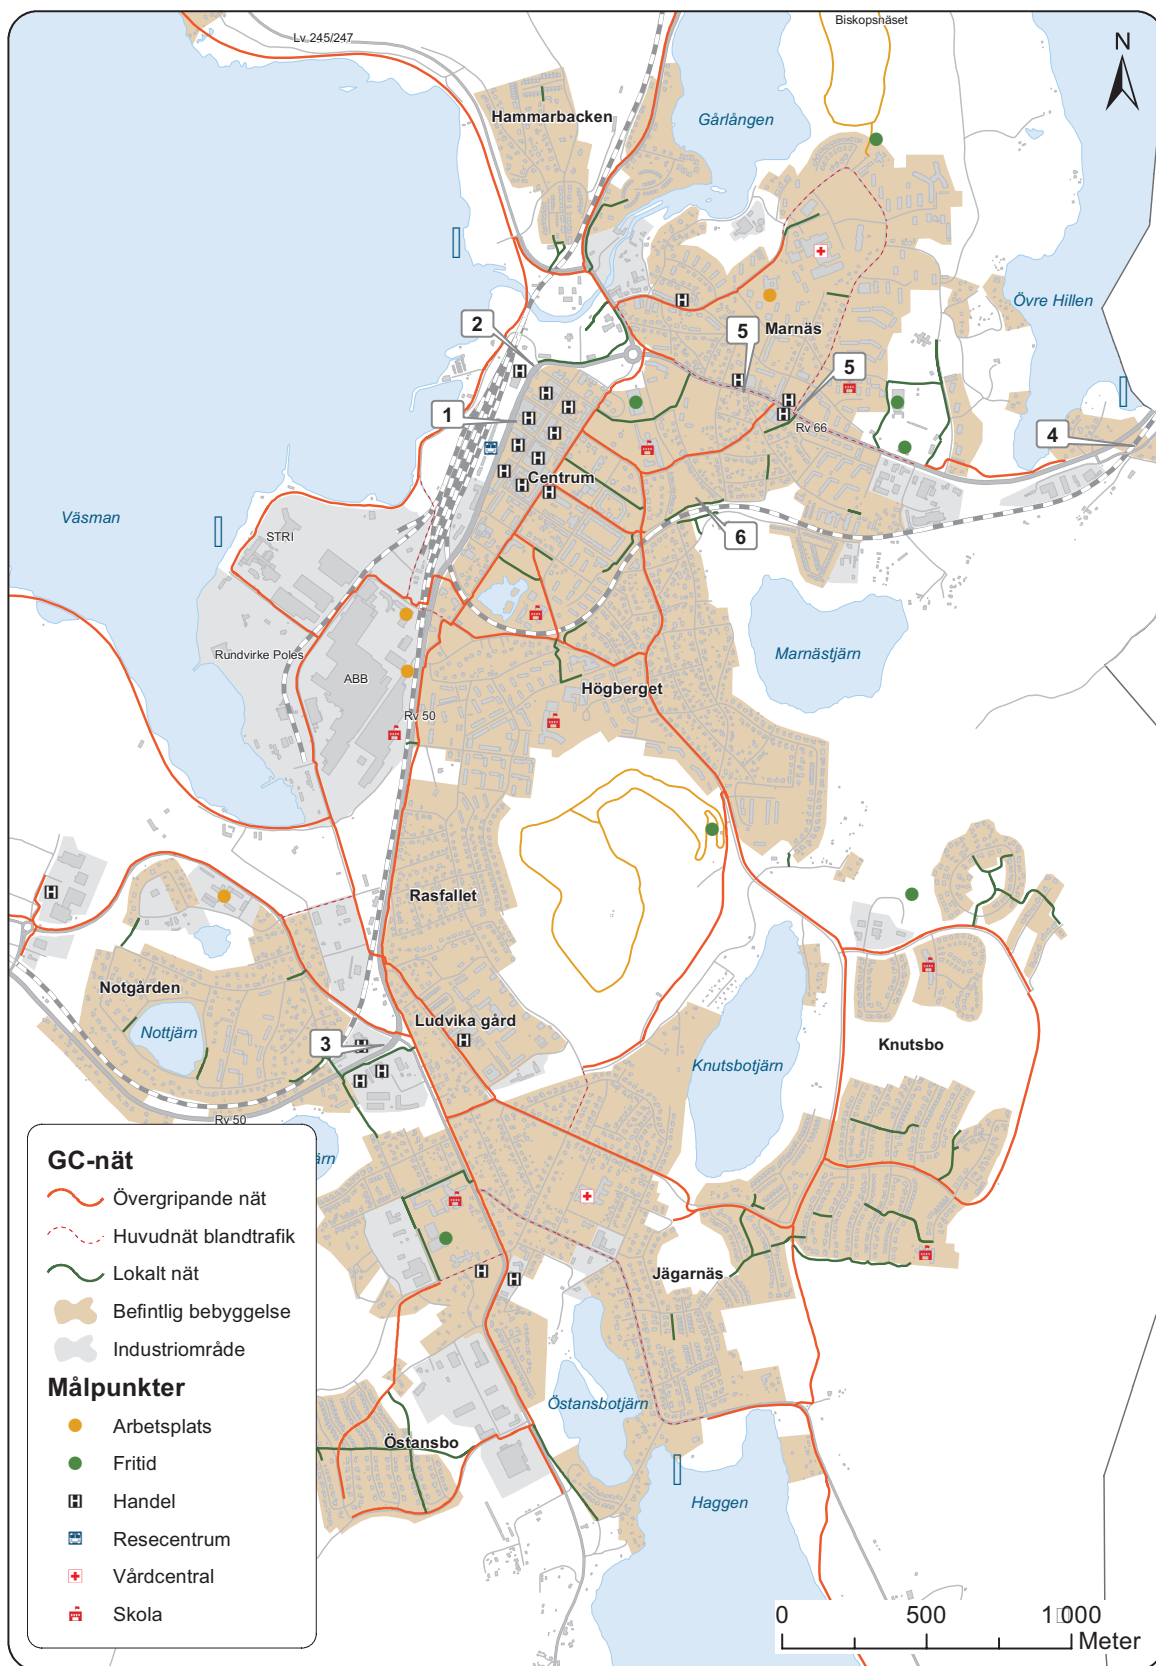 Biskopsnäset
Lv 245/247
N
Hammarbacken
Gårlången
Övre Hillen
2
Marnäs
5
5
1
Rv 66
4
Centrum
Väsman
STRI
6
Marnästjärn
Rundvirke Poles
ABB
Högberget
Rv 50
Rasfallet
Notgården
Nottjärn
Ludvika gård
3
Knutsbo
Knutsbotjärn
Rv 50
järn
GC-nät
Övergripande nät
Huvudnät blandtrafik
Lokalt nät
Befintlig bebyggelse
Industriområde
Målpunkter
Arbetsplats
Fritid
Handel
Resecentrum
Vårdcentral
Skola
Jägarnäs
Östansbotjärn
Östansbo
Haggen
0 500 1 000
Meter